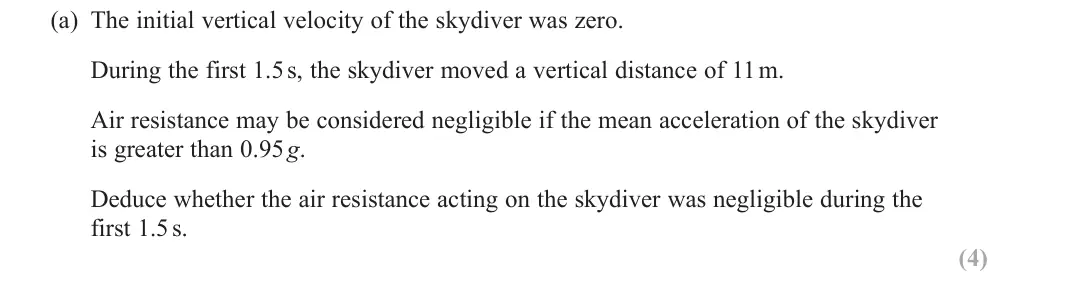 (a) The initial vertical velocity of the skydiver was zero.
During the first 1.5 s, the skydiver moved a vertical distance of 11 m.
Air resistance may be considered negligible if the mean acceleration of the skydiver
is greater than 0.95g.
Deduce whether the air resistance acting on the skydiver was negligible during the
first 1.5 s.
(4)